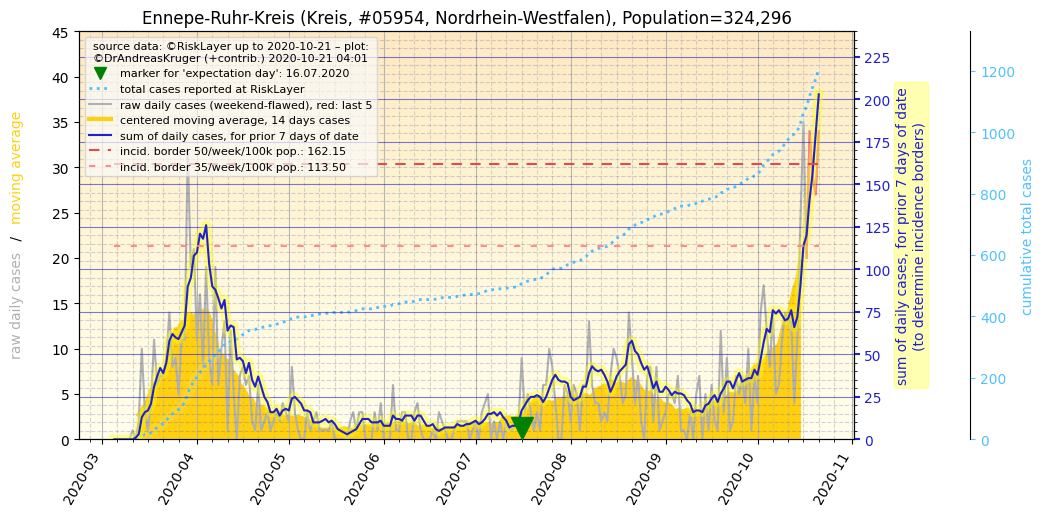 Ennepe-Ruhr-Kreis (Kreis, #05954, Nordrhein-Westfalen), Population=324,296
source data: ©RiskLayer up to 2020-10-21 – plot:
©DrAndreasKruger (+contrib.) 2020-10-21 04:01
marker for 'expectation day': 16.07.2020
total cases reported at RiskLayer
raw daily cases (weekend-flawed), red: last 5
centered moving average, 14 days cases
sum of daily cases, for prior 7 days of date
incid. border 50/week/100k pop.: 162.15
incid. border 35/week/100k pop.: 113.50
raw daily cases / moving average
45
40
35
30
25
20
15
10
5
0
2020-03
2020-04
2020-05
2020-06
2020-07
2020-08
2020-09
2020-10
2020-11
225
200
175
150
125
100
75
50
25
0
sum of daily cases, for prior 7 days of date
(to determine incidence borders)
1200
1000
800
600
400
200
0
cumulative total cases